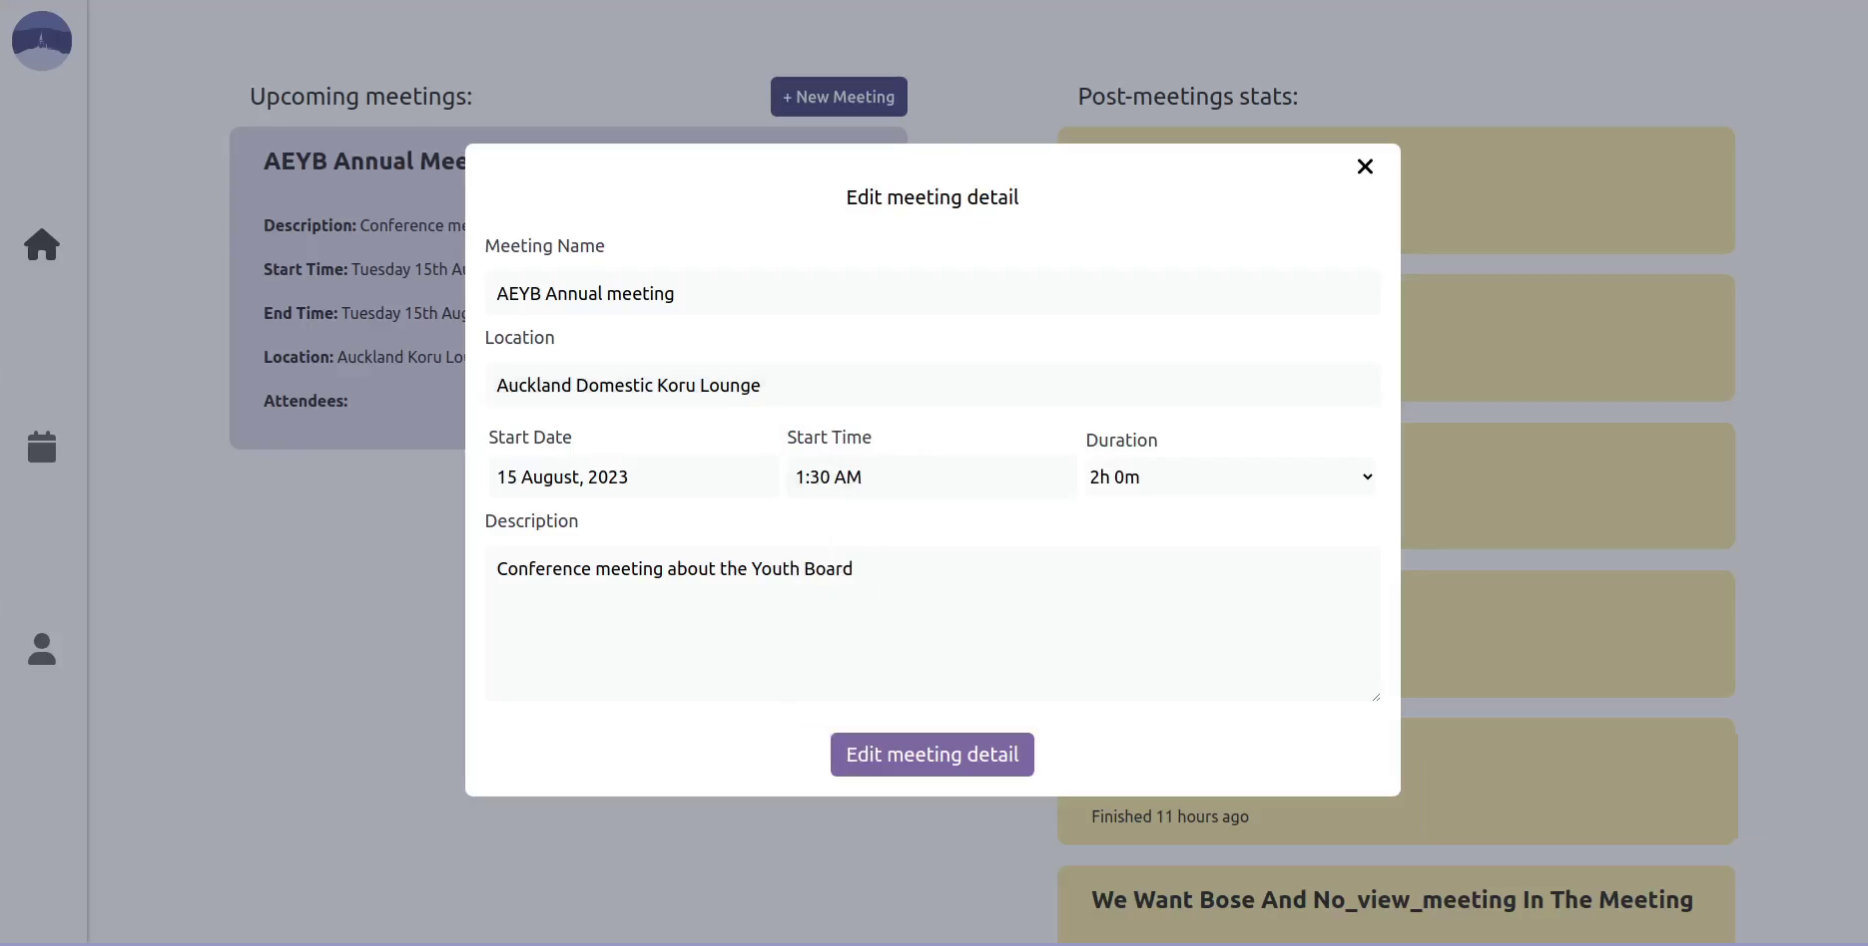 Upcoming meetings:
+ New Meeting
Post-meetings stats:
AEYB Annual Mee
Description: Conference me
Start Time: Tuesday 15th Au
End Time: Tuesday 15th Aug
Location: Auckland Koru Lou
Attendees:
Edit meeting detail
Meeting Name
AEYB Annual meeting
Location
Auckland Domestic Koru Lounge
Start Date
Start Time
Duration
15 August, 2023
1:30 AM
2h 0m
Description
Conference meeting about the Youth Board
Edit meeting detail
Finished 11 hours ago
We Want Bose And No_view_meeting In The Meeting